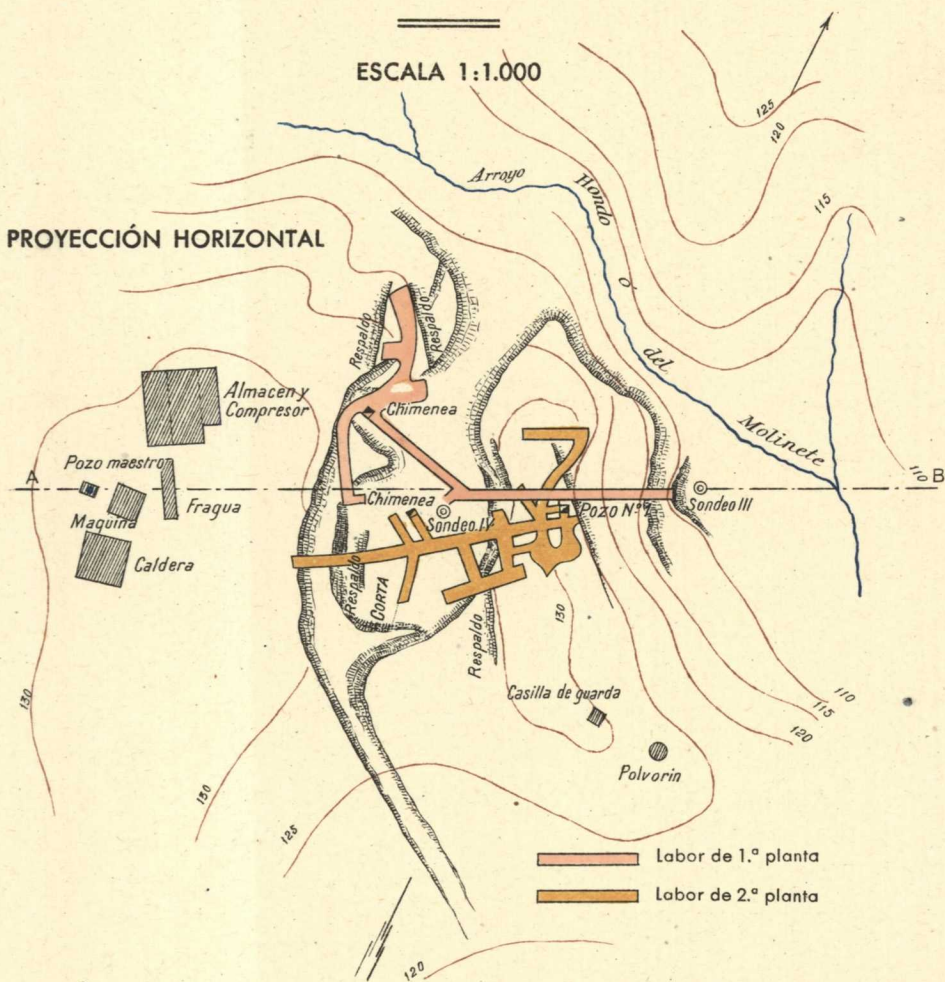 ESCALA 1:1.000
125
120
Arroyo Hondo ó del Molinete
115
PROYECCIÓN HORIZONTAL
Respaldo
Respaldo
Almacen y
Compresor
Chimenea
Pozo maestro
A
B
110
Fragua
Maquina
Chimenea
Sondeo IV
Pozo Nº 1
Sondeo III
Caldera
Respaldo
CORTA
130
Respaldo
Casilla de guarda
110
115
120
130
Polvorin
130
125
Labor de 1.ª planta
Labor de 2.ª planta
120